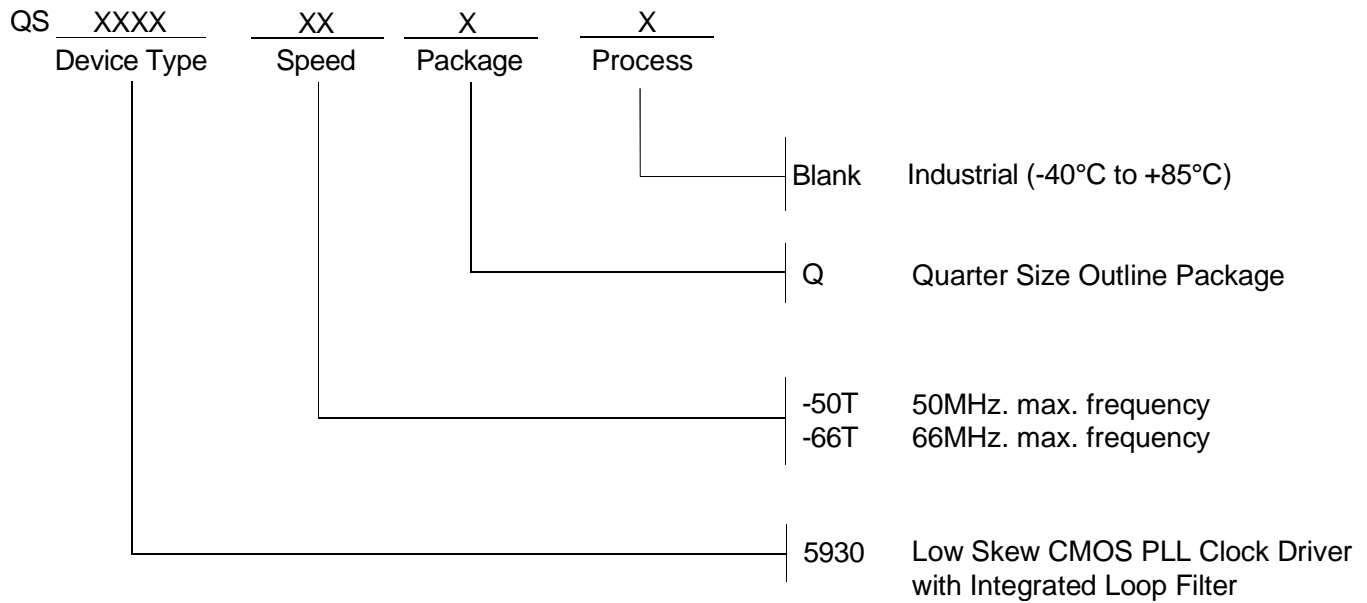 QS XXXX XX X X
Device Type Speed Package Process
Blank Industrial (-40°C to +85°C)
Q Quarter Size Outline Package
-50T 50MHz. max. frequency
-66T 66MHz. max. frequency
5930 Low Skew CMOS PLL Clock Driver
with Integrated Loop Filter